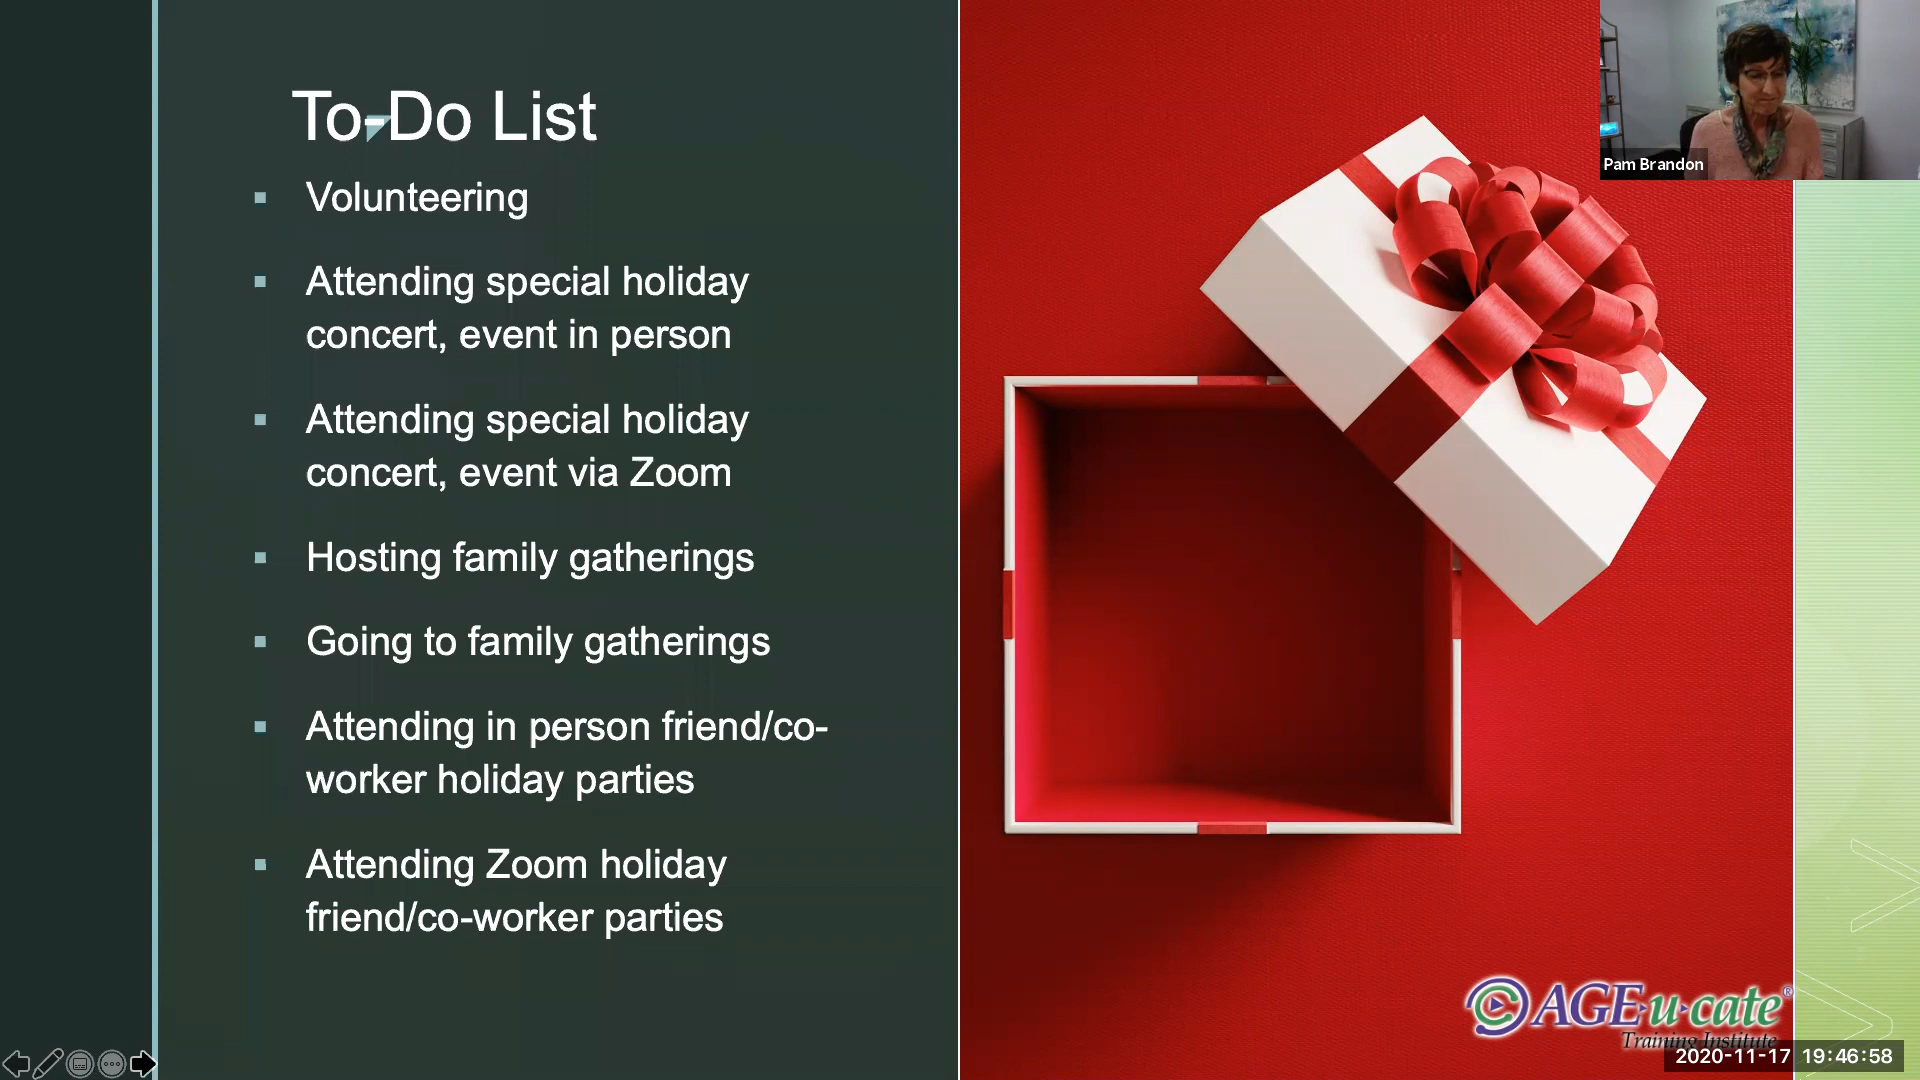 To-Do List
Volunteering
Attending special holiday
concert, event in person
Attending special holiday
concert, event via Zoom
Hosting family gatherings
Going to family gatherings
Attending in person friend/co-
worker holiday parties
Attending Zoom holiday
friend/co-worker parties
Pam Brandon
AGE-u-cate®
Training Institute
2020-11-17 19:46:58